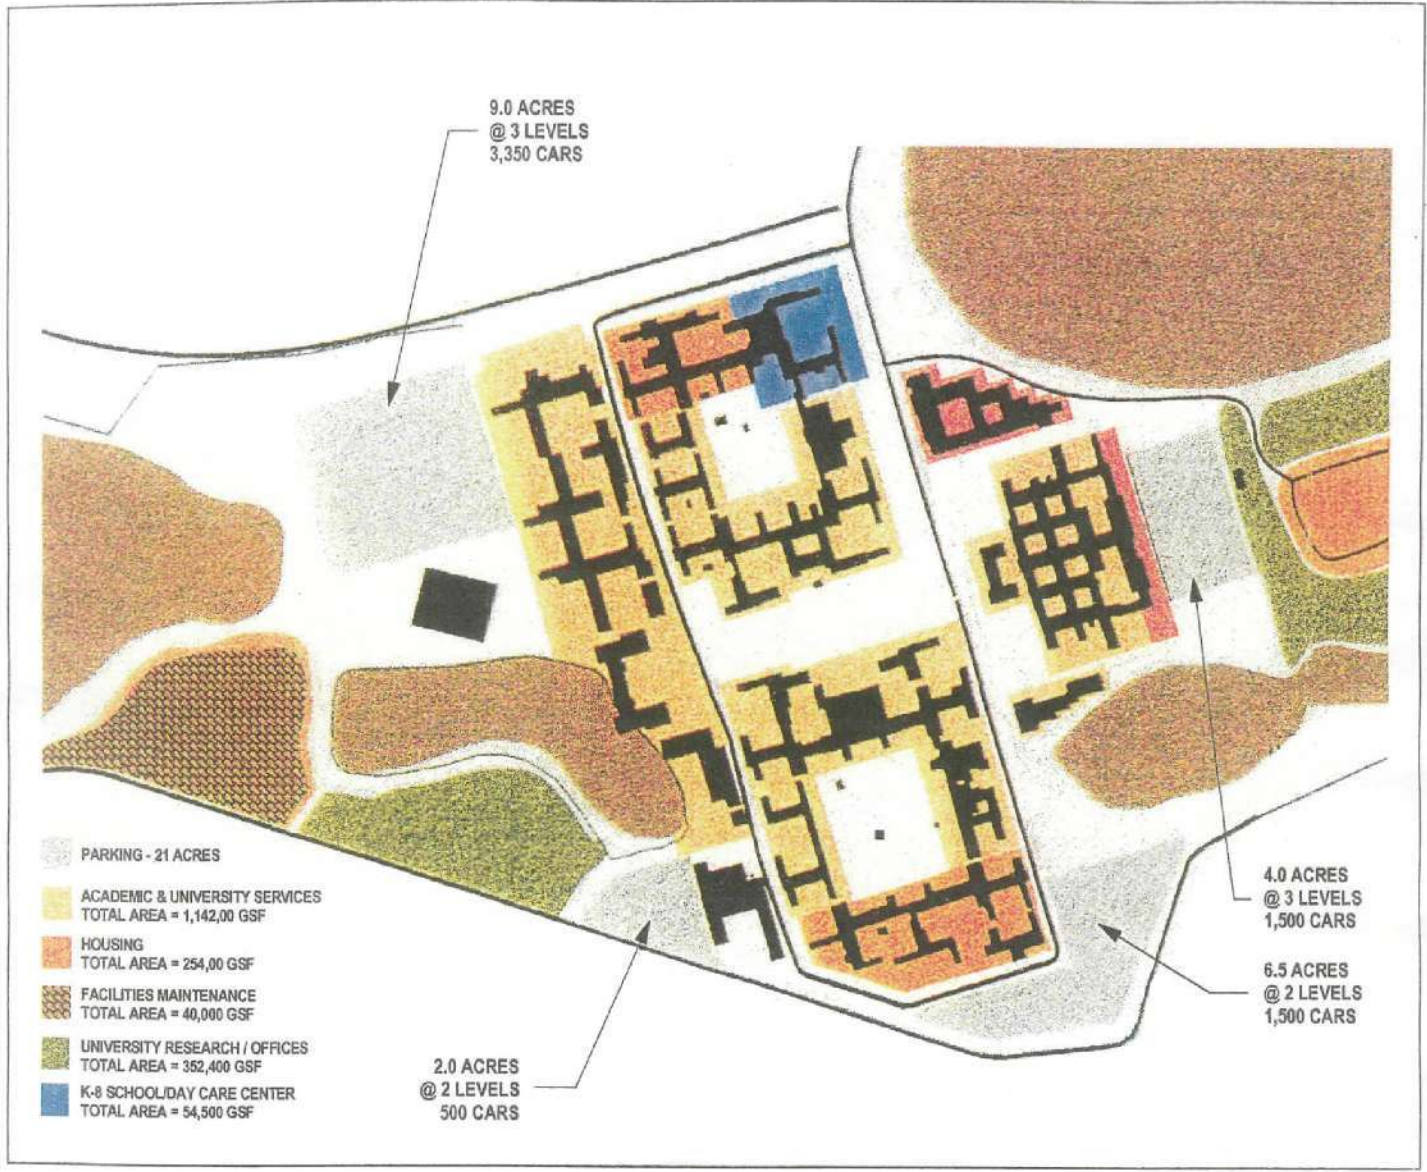 9.0 ACRES
@ 3 LEVELS
3,350 CARS
PARKING - 21 ACRES
ACADEMIC & UNIVERSITY SERVICES
TOTAL AREA = 1,142,00 GSF
HOUSING
TOTAL AREA = 254,00 GSF
FACILITIES MAINTENANCE
TOTAL AREA = 40,000 GSF
UNIVERSITY RESEARCH / OFFICES
TOTAL AREA = 352,400 GSF
K-8 SCHOOL/DAY CARE CENTER
TOTAL AREA = 54,500 GSF
2.0 ACRES
@ 2 LEVELS
500 CARS
4.0 ACRES
@ 3 LEVELS
1,500 CARS
6.5 ACRES
@ 2 LEVELS
1,500 CARS